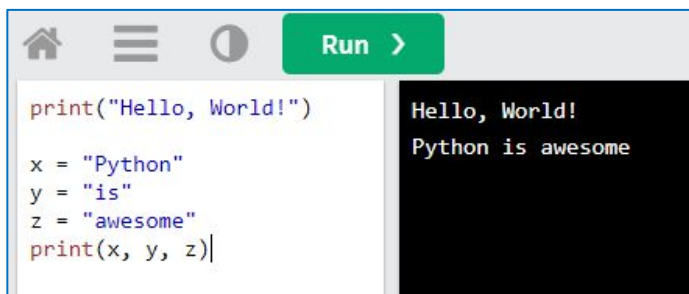 Run
print("Hello, World!")
x = "Python"
y = "is"
z = "awesome"
print(x, y, z)
Hello, World!
Python is awesome